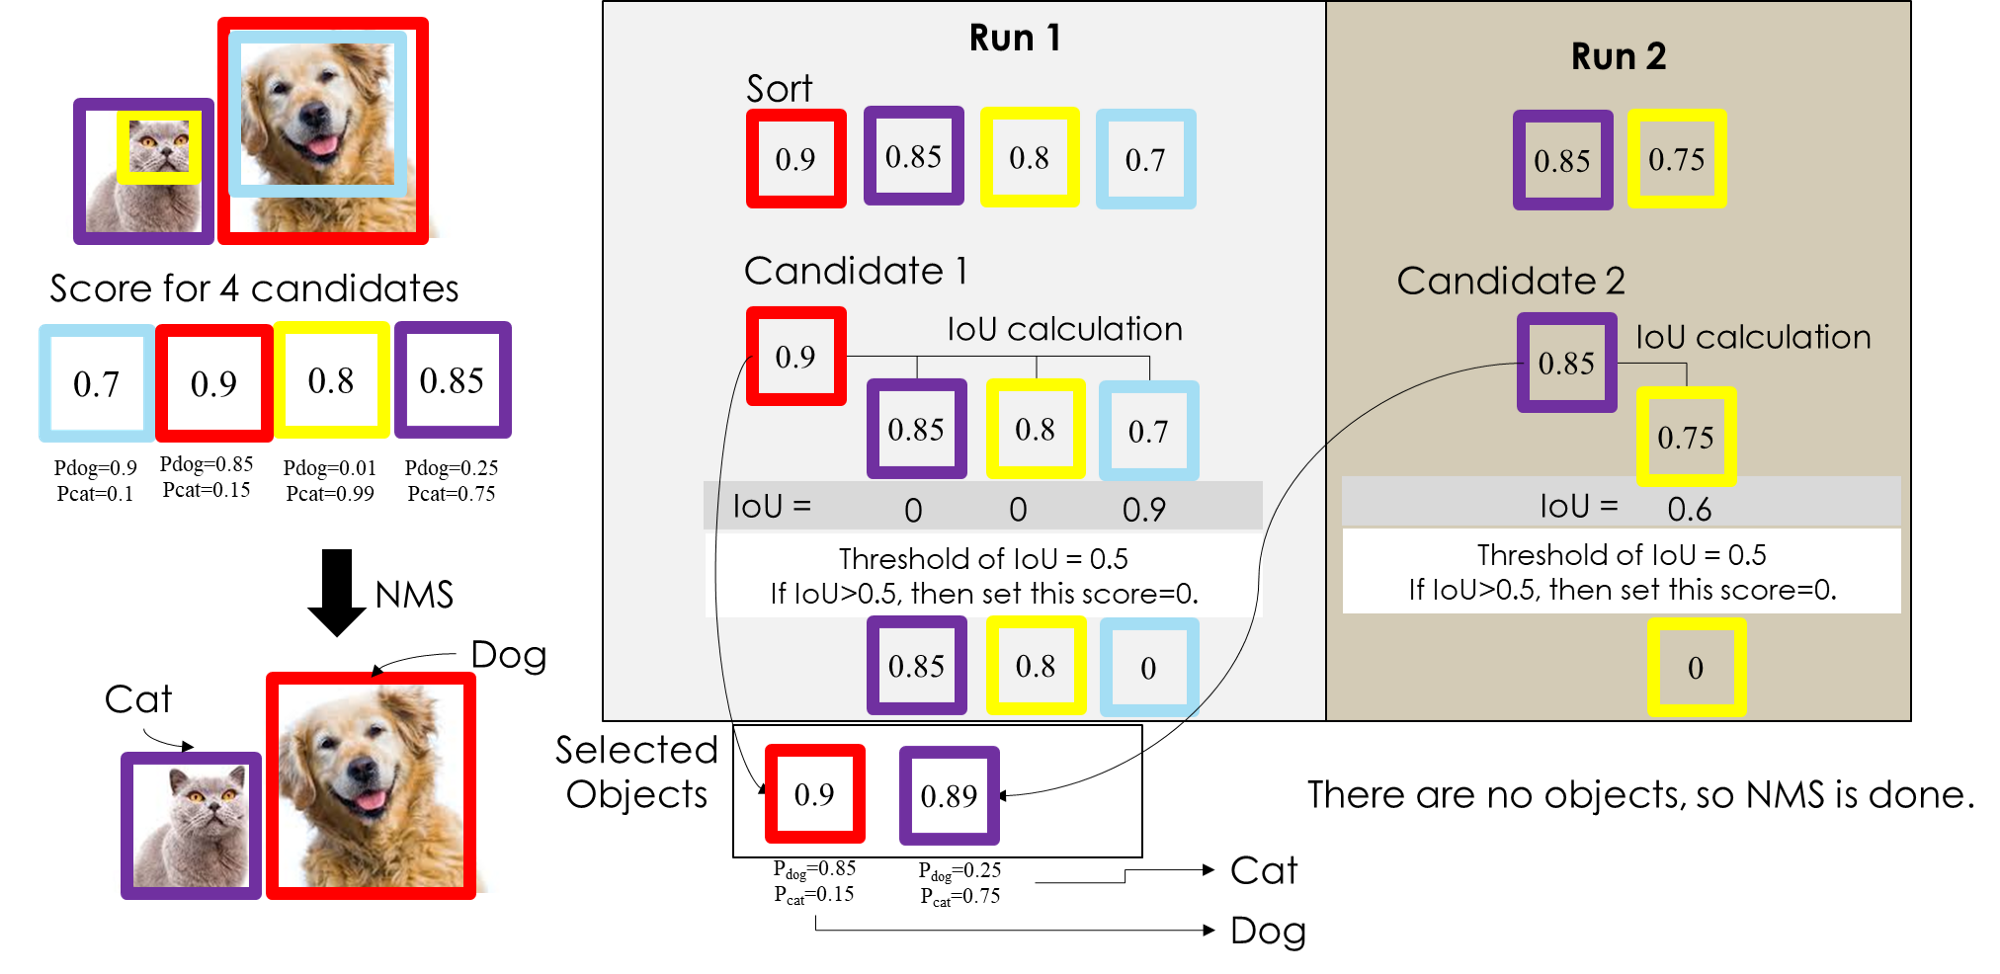 Score for 4 candidates
0.7 0.9 0.8 0.85
Pdog=0.9 Pdog=0.85 Pdog=0.01 Pdog=0.25
Pcat=0.1 Pcat=0.15 Pcat=0.99 Pcat=0.75
NMS
Dog
Cat
Run 1
Sort
0.9 0.85 0.8 0.7
Candidate 1
IoU calculation
0.9
0.85 0.8 0.7
IoU = 0 0 0.9
Threshold of IoU = 0.5
If IoU>0.5, then set this score=0.
0.85 0.8 0
Run 2
0.85 0.75
Candidate 2
IoU calculation
0.85
0.75
IoU = 0.6
Threshold of IoU = 0.5
If IoU>0.5, then set this score=0.
0
Selected
Objects
0.9 0.89
Pdog=0.85 Pdog=0.25
Pcat=0.15 Pcat=0.75
Cat
Dog
There are no objects, so NMS is done.